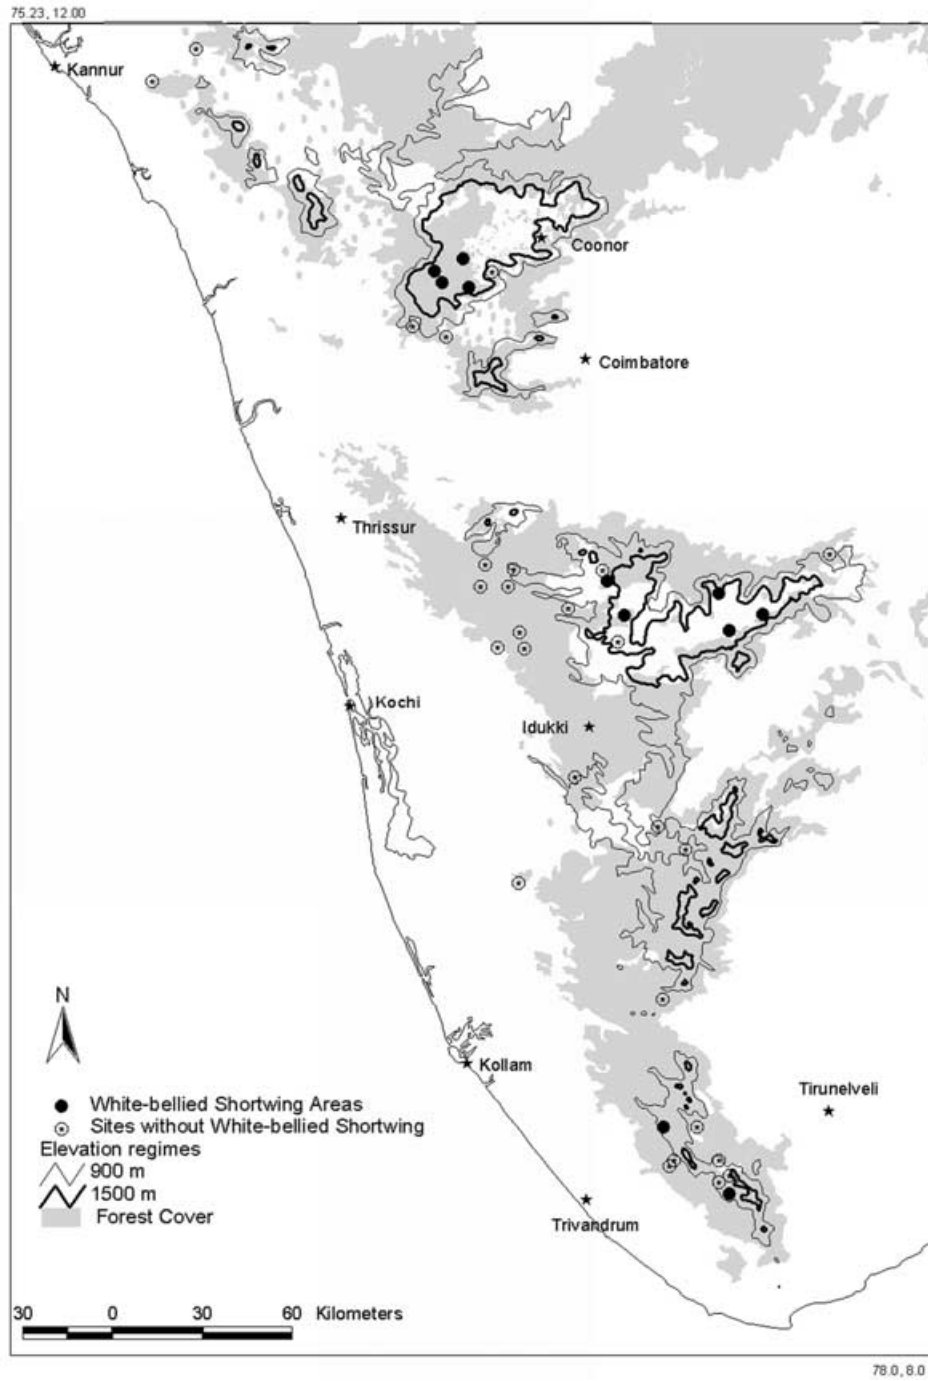 75.23, 12.00
Kannur
Coonor
Coimbatore
Thrissur
Kochi
Idukki
N
Kollam
Tirunelveli
White-bellied Shortwing Areas
Sites without White-bellied Shortwing
Elevation regimes
900 m
1500 m
Forest Cover
Trivandrum
30 0 30 60 Kilometers
78.0, 8.0